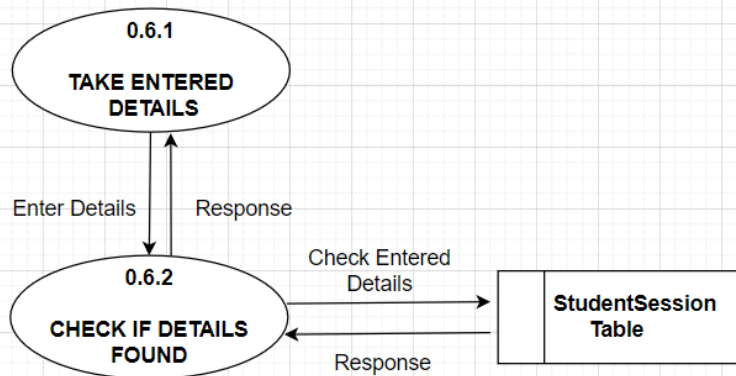 0.6.1
TAKE ENTERED
DETAILS
Enter Details
Response
0.6.2
CHECK IF DETAILS
FOUND
Check Entered
Details
Response
StudentSession
Table